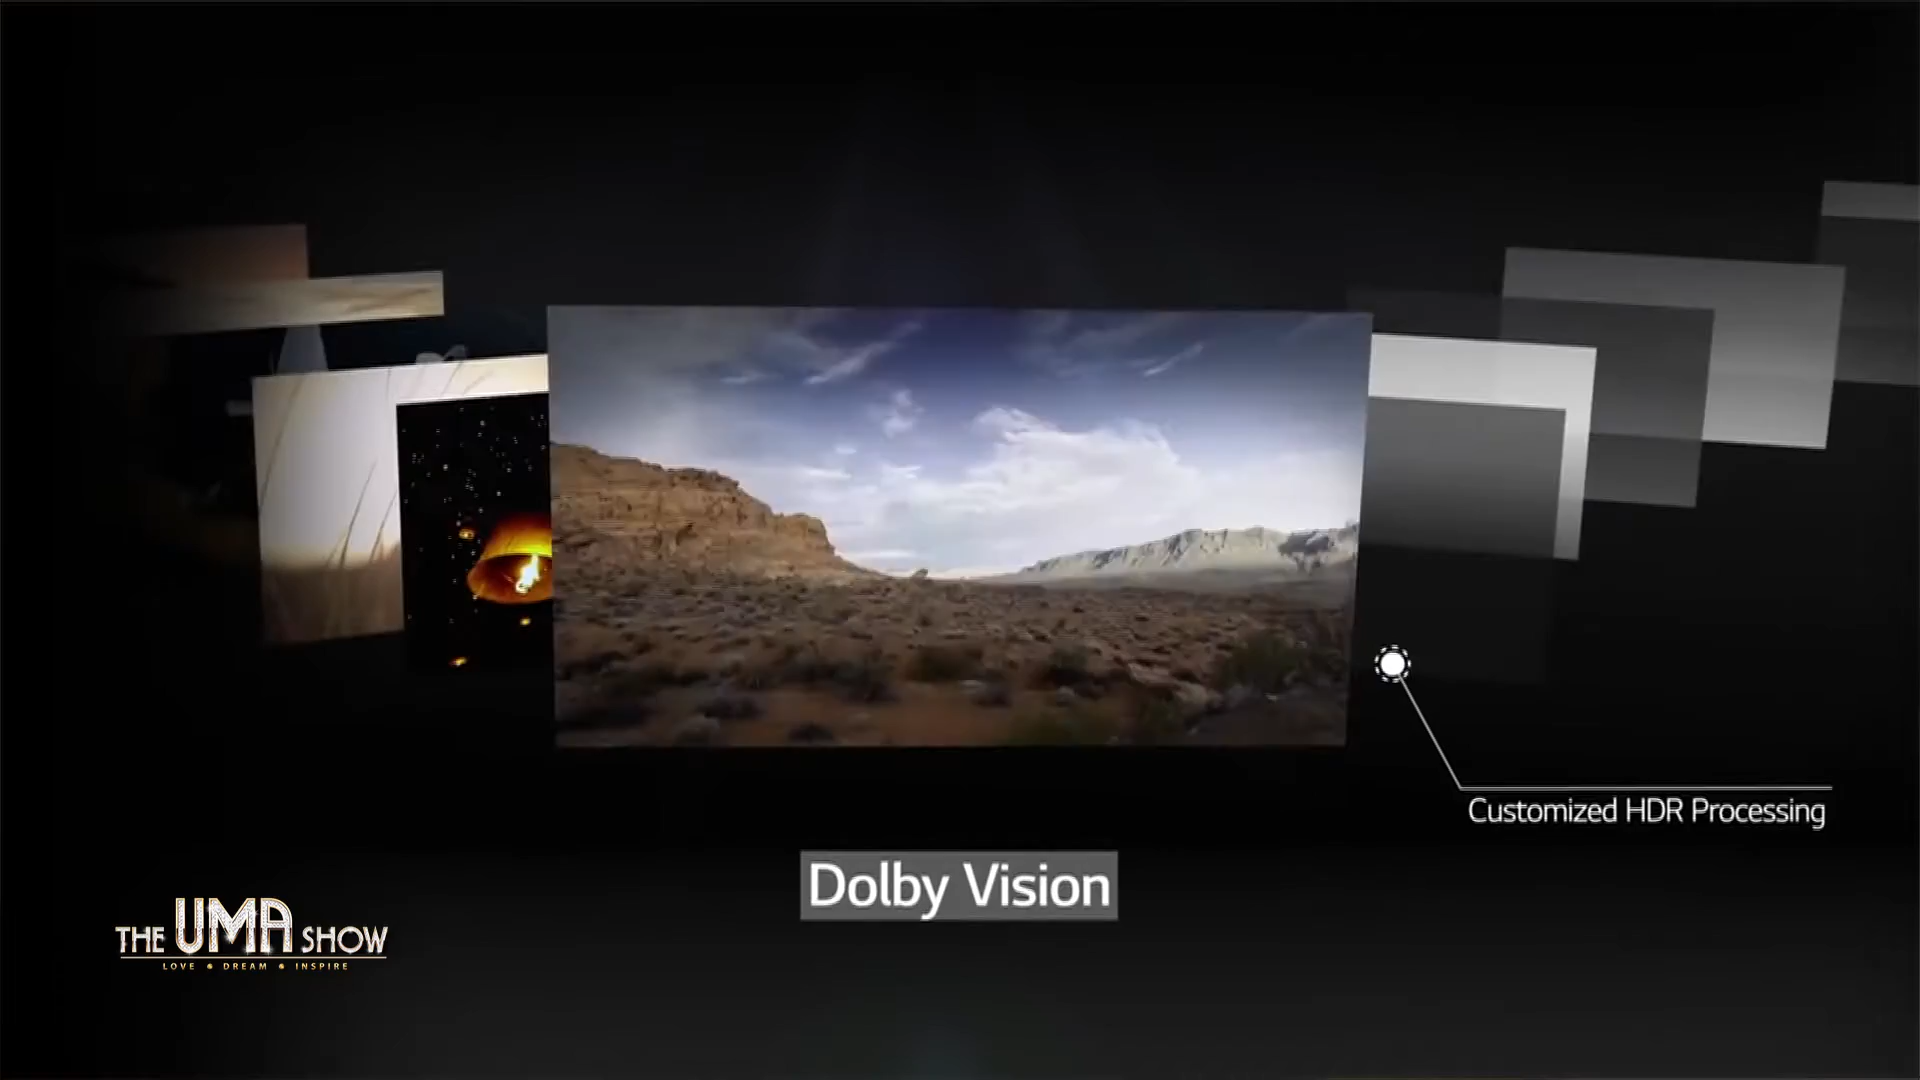 Customized HDR Processing
Dolby Vision
THE UMA SHOW
LOVE • DREAM • INSPIRE